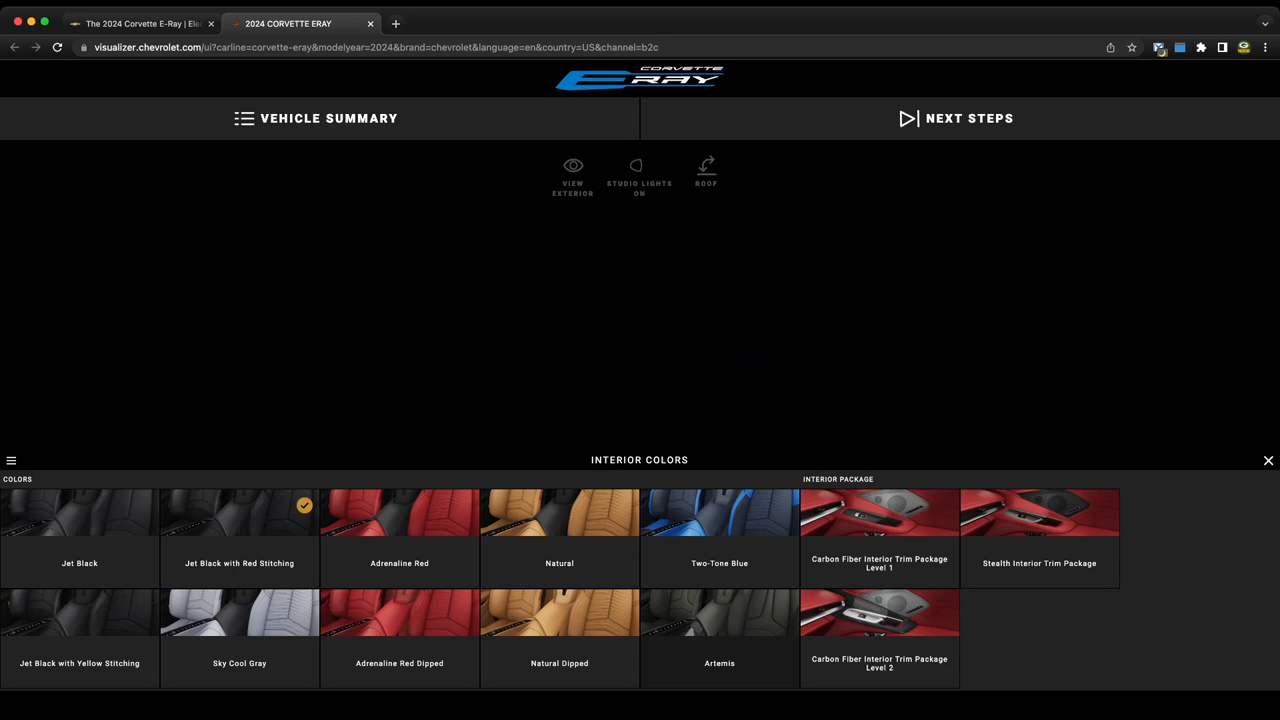 The 2024 Corvette E-Ray | Ele
2024 CORVETTE ERAY
visualizer.chevrolet.com/ui?carline=corvette-eray&modelyear=2024&brand=chevrolet&language=en&country=US&channel=b2c
CORVETTE
E RAY
VEHICLE SUMMARY
NEXT STEPS
VIEW
EXTERIOR
STUDIO LIGHTS
ON
ROOF
INTERIOR COLORS
COLORS
INTERIOR PACKAGE
Jet Black
Jet Black with Red Stitching
Adrenaline Red
Natural
Two-Tone Blue
Carbon Fiber Interior Trim Package
Level 1
Stealth Interior Trim Package
Jet Black with Yellow Stitching
Sky Cool Gray
Adrenaline Red Dipped
Natural Dipped
Artemis
Carbon Fiber Interior Trim Package
Level 2